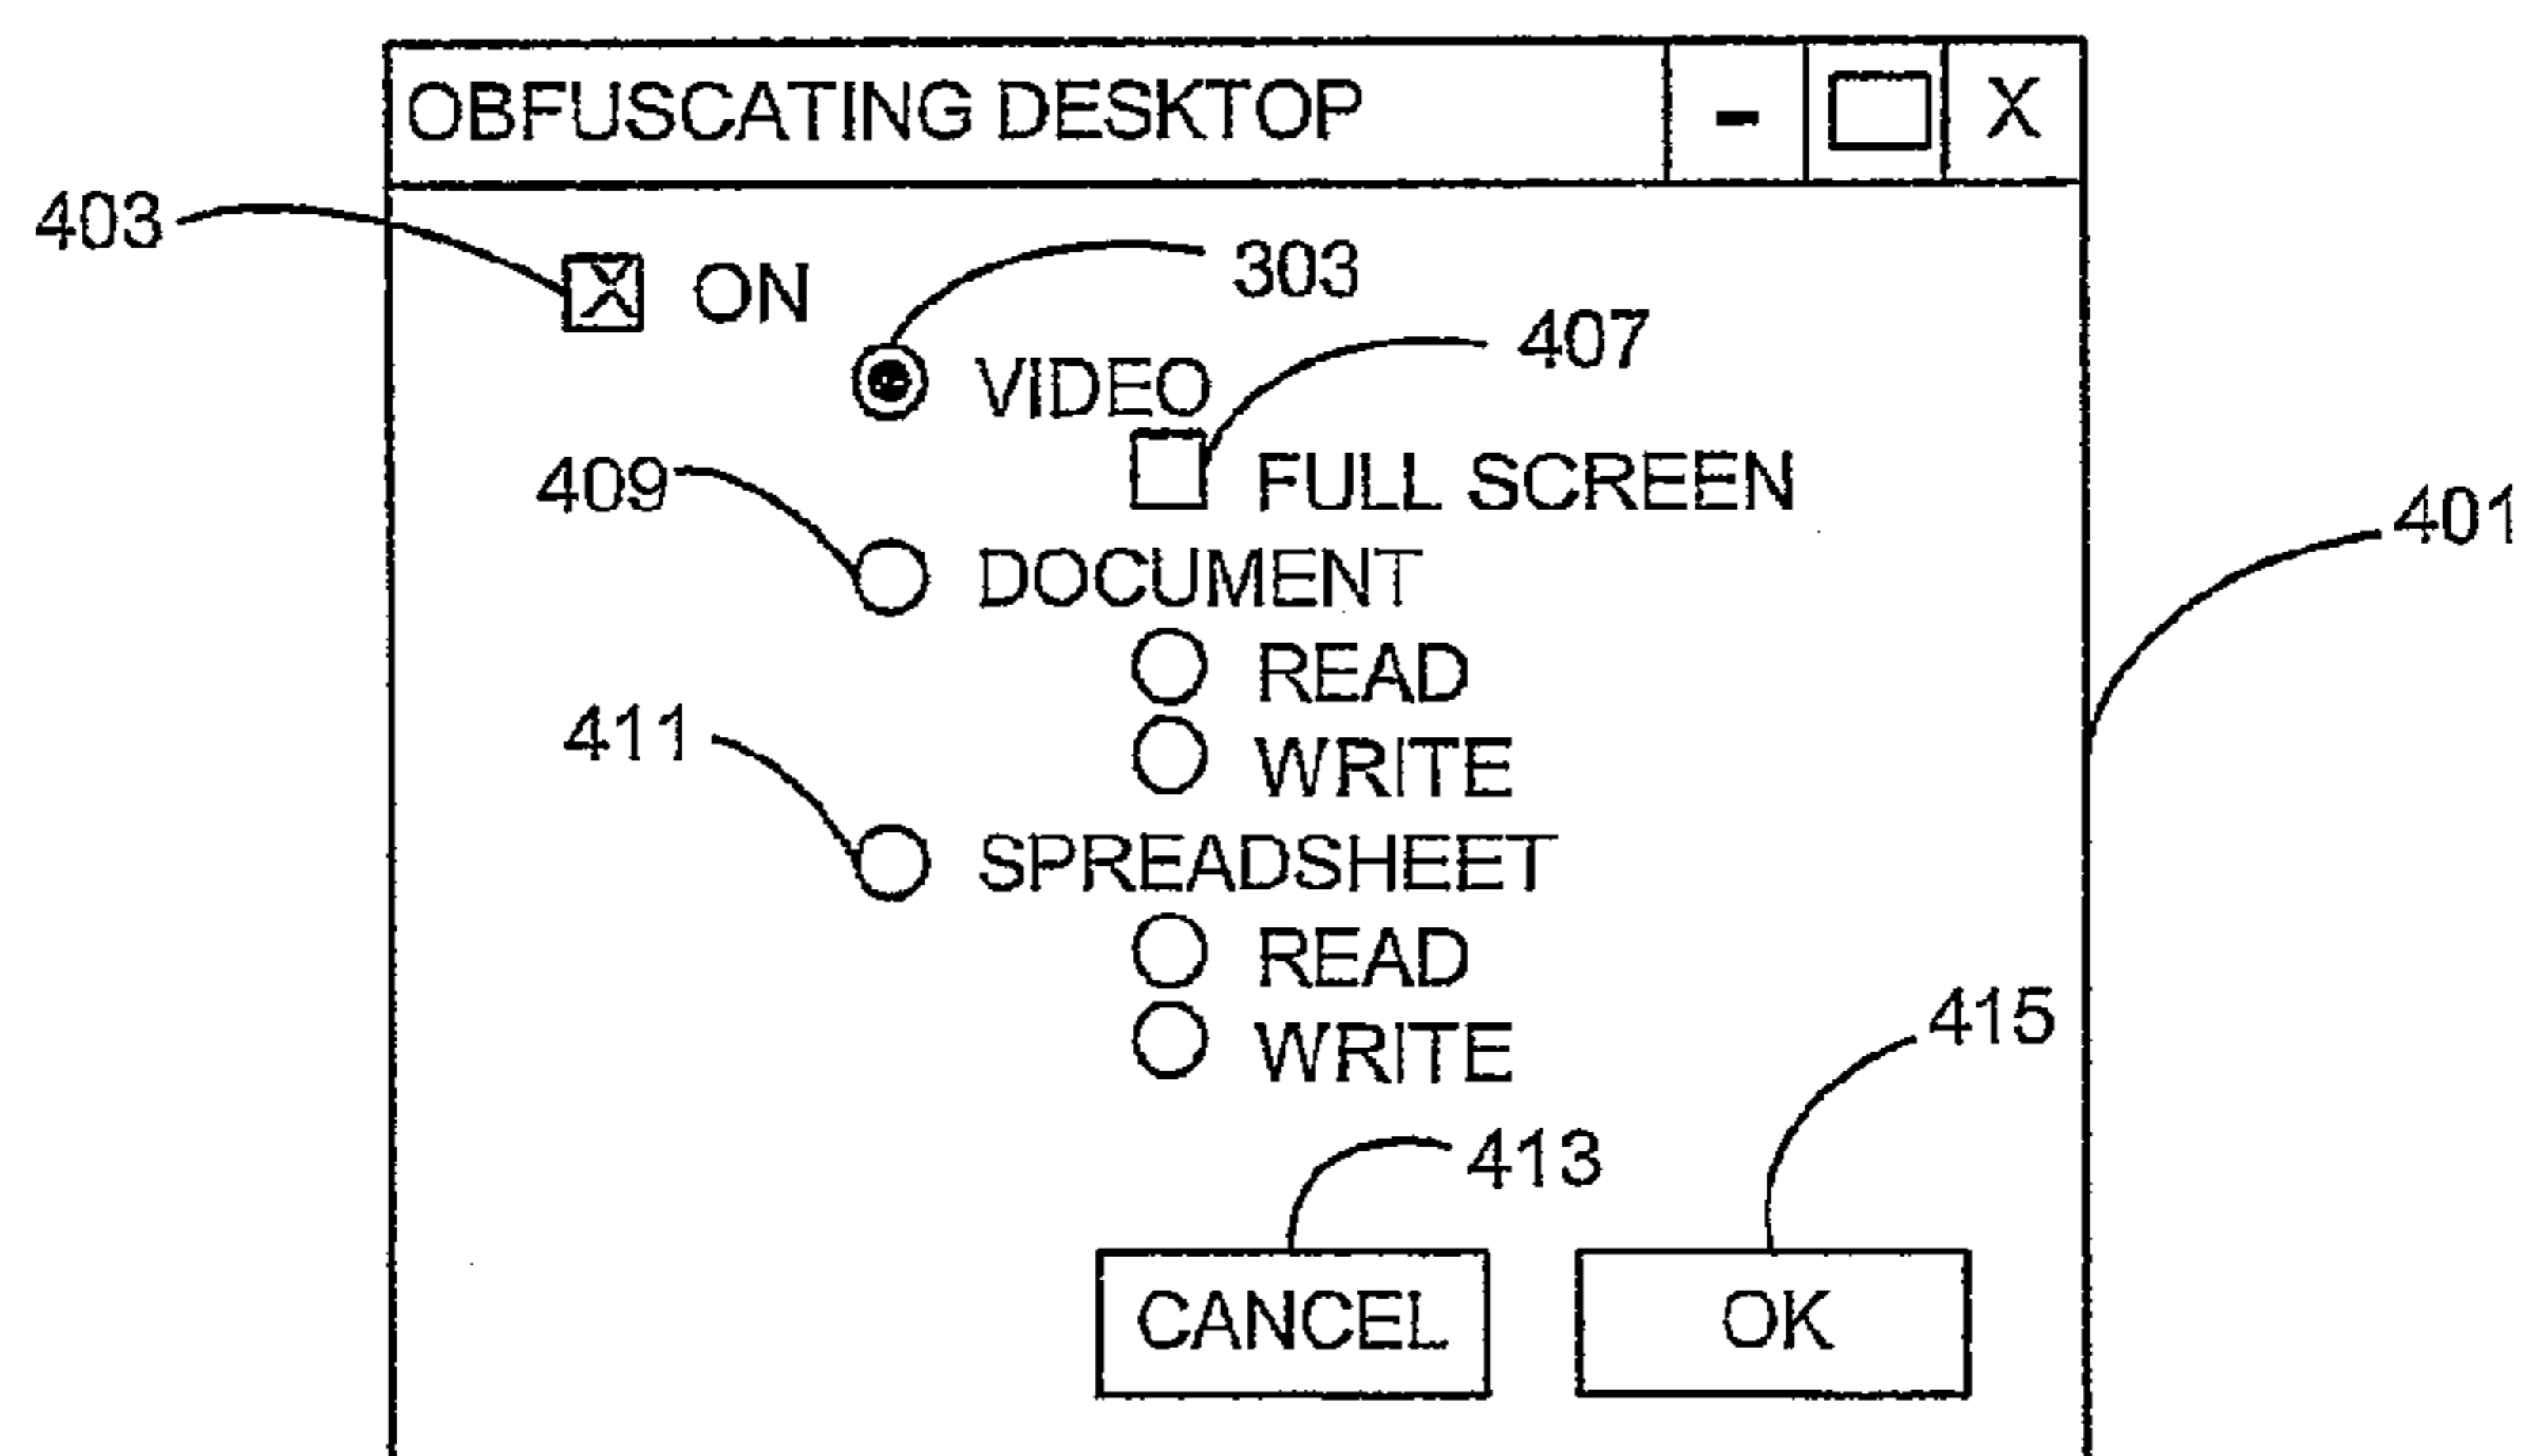 OBFUSCATING DESKTOP - X
403
ON
303
VIDEO
407
FULL SCREEN
409
401
DOCUMENT
READ
411
WRITE
SPREADSHEET
READ
415
WRITE
413
CANCEL OK